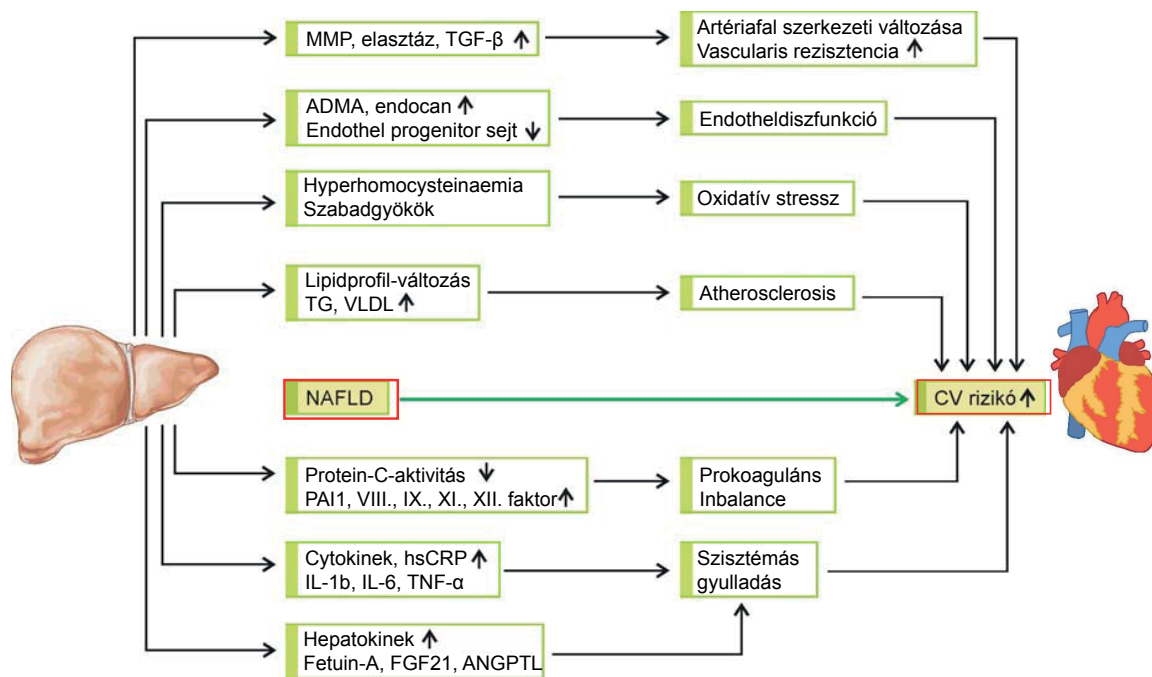 MMP, elasztáz, TGF-β ↑
Artériafal szerkezeti változása
Vascularis rezisztencia ↑
ADMA, endocan ↑
Endothel progenitor sejt ↓
Endotheldiszfunkció
Hyperhomocysteinaemia
Szabadgyökök
Oxidatív stressz
Lipidprofil-változás
TG, VLDL ↑
Atherosclerosis
NAFLD
CV rizikó ↑
Protein-C-aktivitás ↓
PAI1, VIII., IX., XI., XII. faktor ↑
Prokoaguláns
Inbalance
Cytokinek, hsCRP ↑
IL-1b, IL-6, TNF-α
Szisztémás
gyulladás
Hepatokinek ↑
Fetuin-A, FGF21, ANGPTL